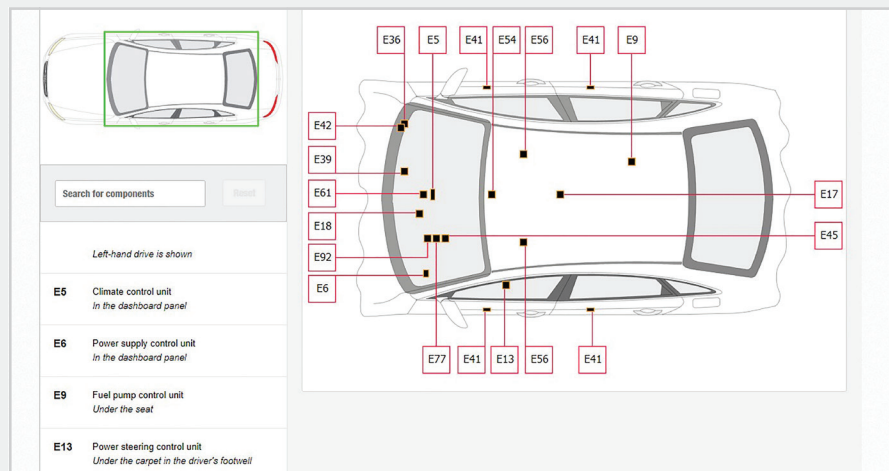 E36
E5
E41
E54
E56
E41
E9
E42
E39
E61
E18
E92
E6
E17
E45
E77
E41
E13
E56
E41
Search for components
Reset
Left-hand drive is shown
E5 Climate control unit
In the dashboard panel
E6 Power supply control unit
In the dashboard panel
E9 Fuel pump control unit
Under the seat
E13 Power steering control unit
Under the carpet in the driver's footwell